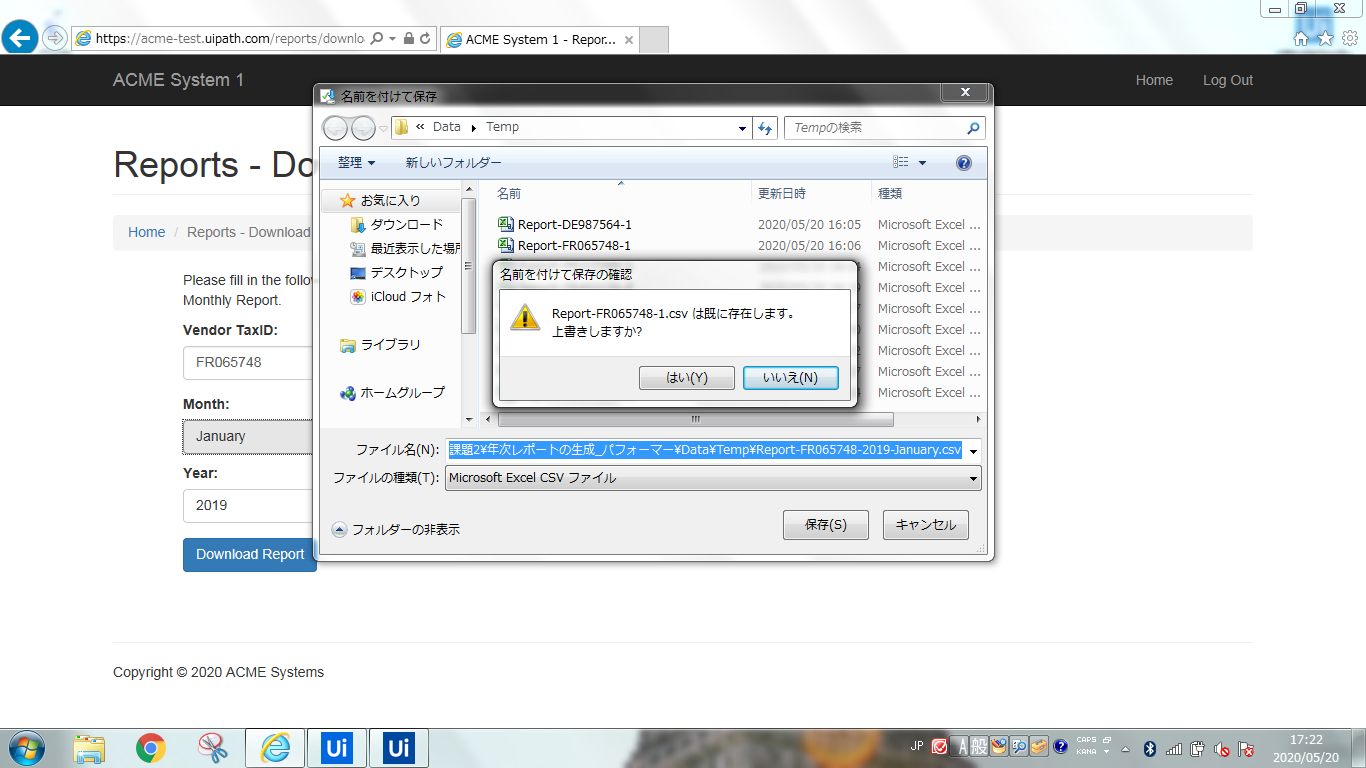 https://acme-test.uipath.com/reports/downlo
ACME System 1 - Repor...
ACME System 1
Home
Log Out
Reports - Do
Home / Reports - Download
Please fill in the follow
Monthly Report.
Vendor TaxID:
FR065748
Month:
January
Year:
2019
Download Report
Copyright © 2020 ACME Systems
名前を付けて保存
« Data Temp
Tempの検索
整理
新しいフォルダー
お気に入り
ダウンロード
最近表示した場所
デスクトップ
iCloud フォト
ライブラリ
ホームグループ
名前 更新日時 種類
Report-DE987564-1 2020/05/20 16:05 Microsoft Excel ...
Report-FR065748-1 2020/05/20 16:06 Microsoft Excel ...
Microsoft Excel ...
Microsoft Excel ...
Microsoft Excel ...
Microsoft Excel ...
Microsoft Excel ...
Microsoft Excel ...
Microsoft Excel ...
名前を付けて保存の確認
Report-FR065748-1.csv は既に存在します。
上書きしますか?
はい(Y)
いいえ(N)
ファイル名(N): 課題2¥年次レポートの生成_パフォーマー¥Data¥Temp¥Report-FR065748-2019-January.csv
ファイルの種類(T): Microsoft Excel CSV ファイル
フォルダーの非表示
保存(S)
キャンセル
Ui
Ui
JP
A般
CAPS
KANA
17:22
2020/05/20